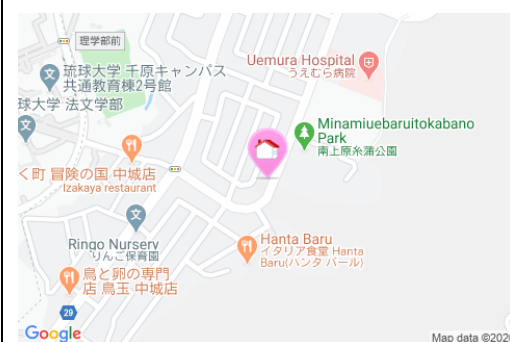 理学部前
琉球大学 千原キャンパス
共通教育棟2号館
球大学 法文学部
Uemura Hospital
うえむら病院
Minamiuebaruitokabano
Park
南上原糸蒲公園
く町 冒険の国 中城店
Izakaya restaurant
Ringo Nursery
りんご保育園
Hanta Baru
イタリア食堂 Hanta
Baru(ハンタ バール)
鳥と卵の専門
店 鳥玉 中城店
29
Google
Map data ©2020